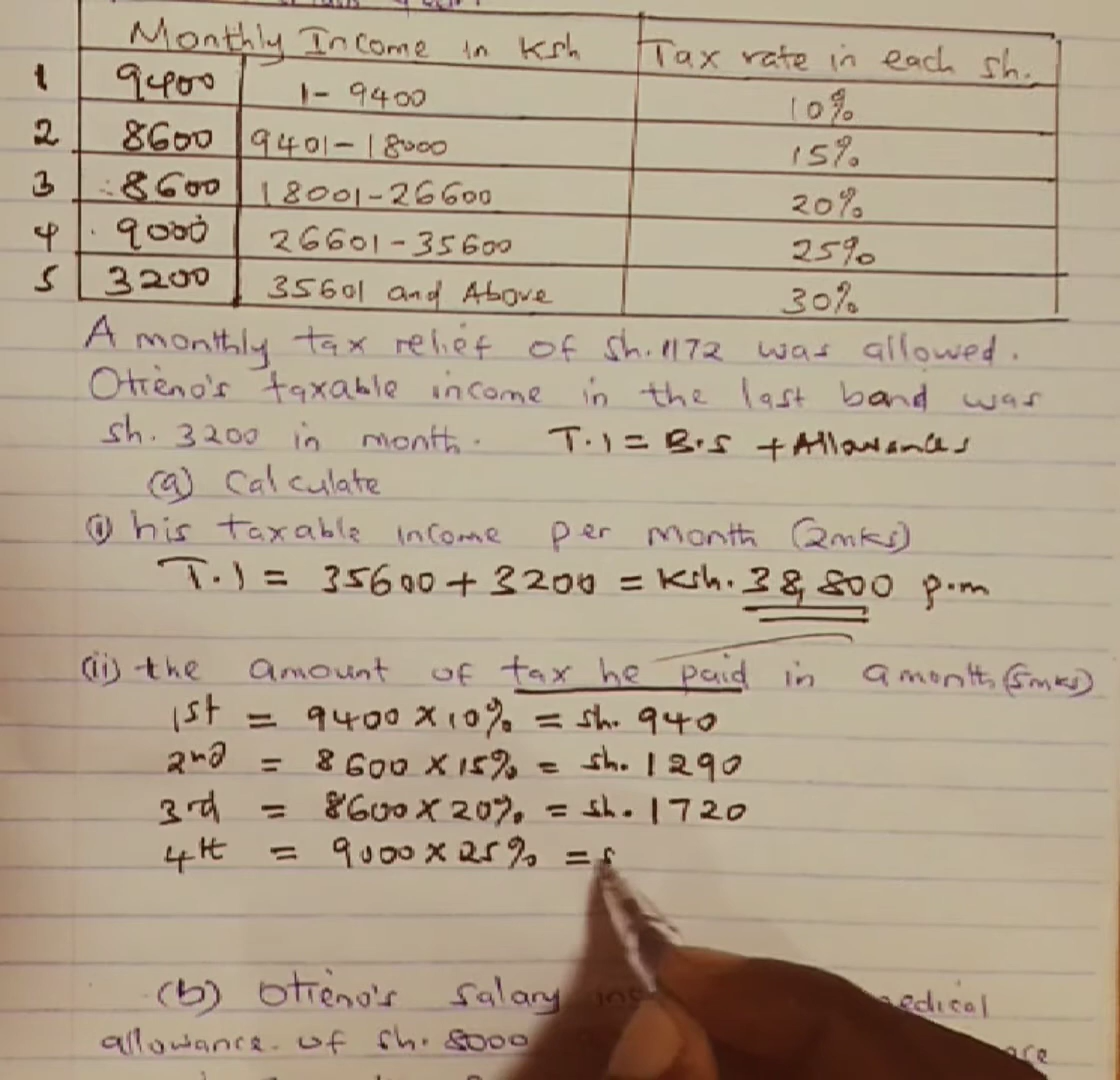 Monthly Income in Ksh Tax rate in each sh.
1 9400 1-9400 10%
2 8600 9401-18000 15%
3 8600 18001-26600 20%
4 9000 26601-35600 25%
5 3200 35601 and Above 30%
A monthly tax relief of sh.1172 was allowed.
Otieno's taxable income in the last band was
sh. 3200 in month. T.I = B.S + Allowances
(a) Calculate
(i) his taxable income per month (2mks)
T.I = 35600 + 3200 = Ksh. 38,800 p.m
(ii) the amount of tax he paid in a month (5mks)
1st = 9400 × 10% = sh. 940
2nd = 8600 × 15% = sh. 1290
3rd = 8600 × 20% = sh. 1720
4th = 9000 × 25% = s
(b) Otieno's salary
allowance of sh. 8000